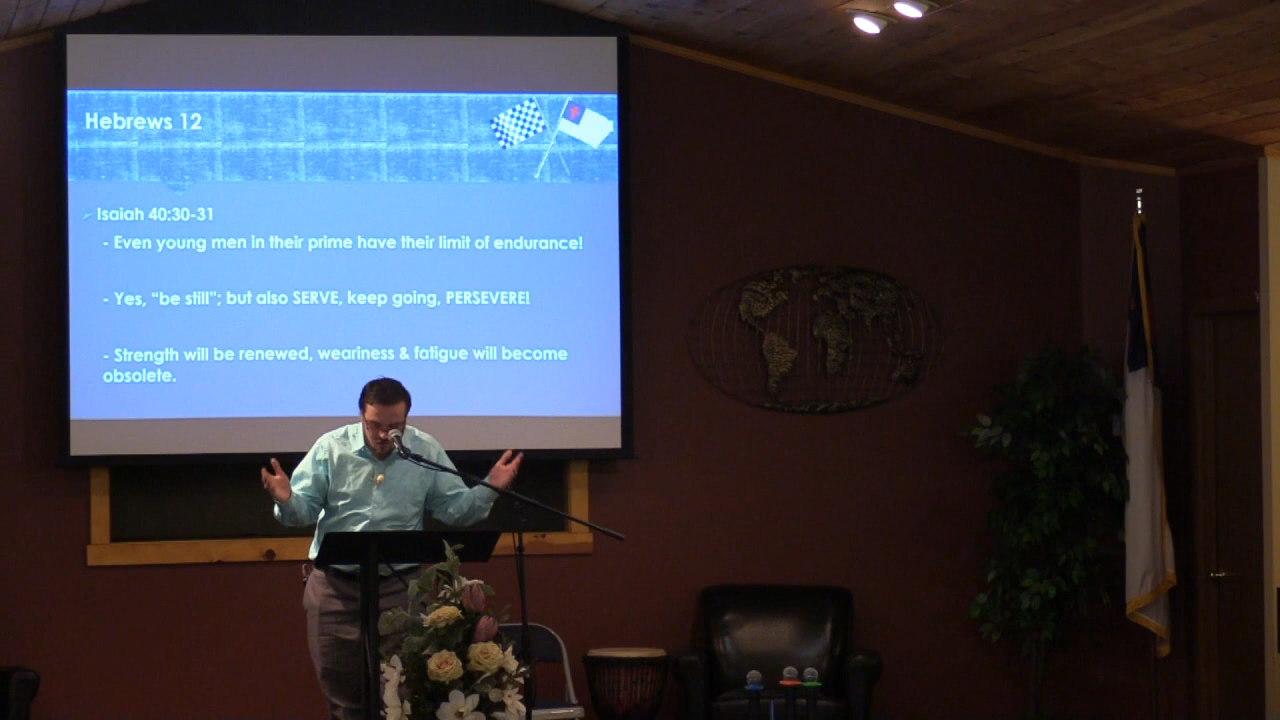 Hebrews 12
Isaiah 40:30-31
- Even young men in their prime have their limit of endurance!
- Yes, “be still”; but also SERVE, keep going, PERSEVERE!
- Strength will be renewed, weariness & fatigue will become
obsolete.